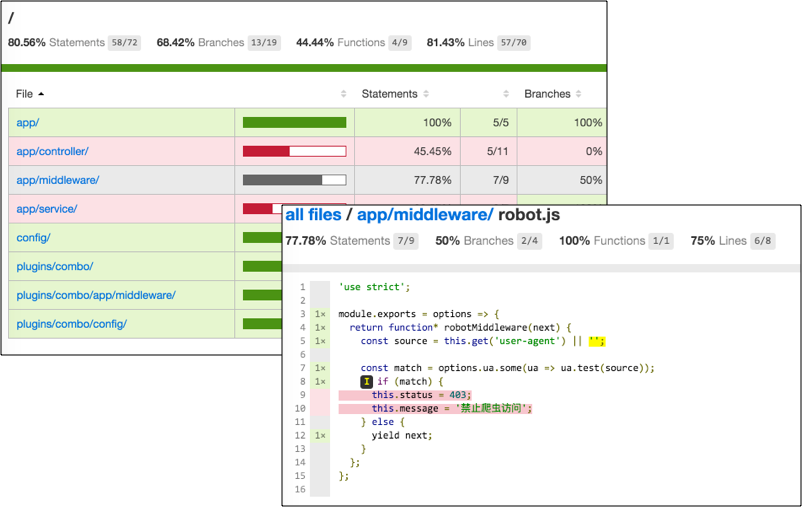 /
80.56% Statements 58/72 68.42% Branches 13/19 44.44% Functions 4/9 81.43% Lines 57/70
File Statements Branches
app/ 100% 5/5 100%
app/controller/ 45.45% 5/11 0%
app/middleware/ 77.78% 7/9 50%
app/service/
config/
plugins/combo/
plugins/combo/app/middleware/
plugins/combo/config/
all files / app/middleware/ robot.js
77.78% Statements 7/9 50% Branches 2/4 100% Functions 1/1 75% Lines 6/8
1 'use strict';
2
3 1× module.exports = options => {
4 1× return function* robotMiddleware(next) {
5 1× const source = this.get('user-agent') || '';
6
7 1× const match = options.ua.some(ua => ua.test(source));
8 1× I if (match) {
9 this.status = 403;
10 this.message = '禁止爬虫访问';
11 } else {
12 1× yield next;
13 }
14 };
15 };
16